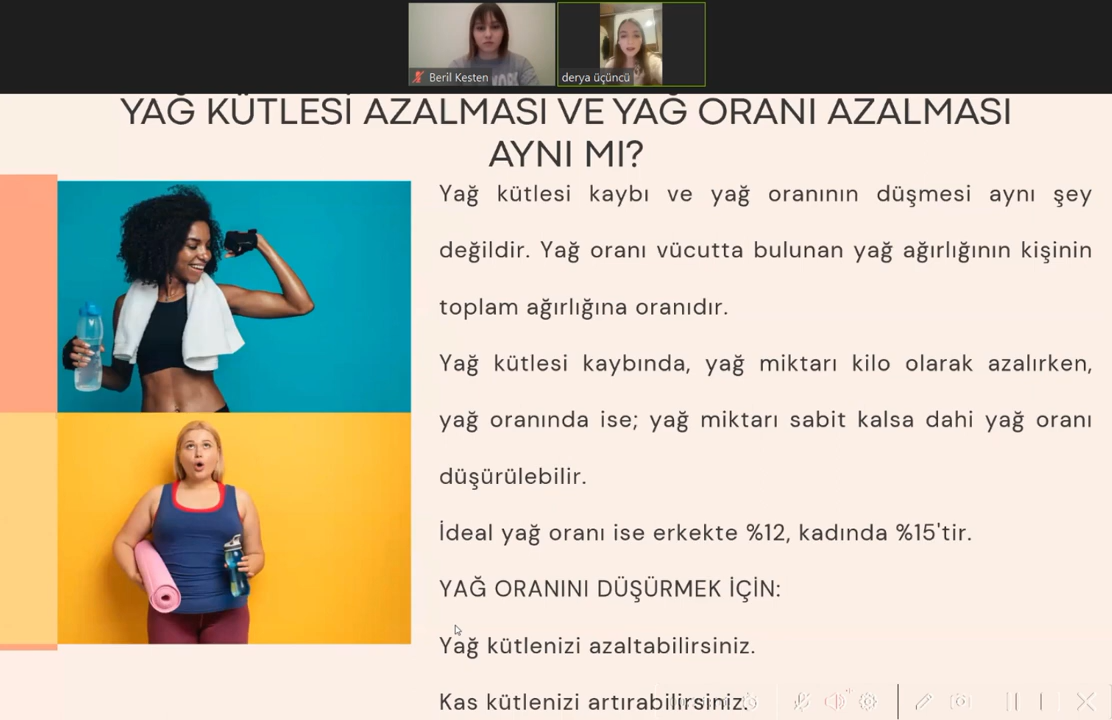 Beril Kesten
derya üçüncü
YAĞ KÜTLESİ AZALMASI VE YAĞ ORANI AZALMASI
AYNI MI?
Yağ kütlesi kaybı ve yağ oranının düşmesi aynı şey
değildir. Yağ oranı vücutta bulunan yağ ağırlığının kişinin
toplam ağırlığına oranıdır.
Yağ kütlesi kaybında, yağ miktarı kilo olarak azalırken,
yağ oranında ise; yağ miktarı sabit kalsa dahi yağ oranı
düşürülebilir.
İdeal yağ oranı ise erkekte %12, kadında %15'tir.
YAĞ ORANINI DÜŞÜRMEK İÇİN:
Yağ kütlenizi azaltabilirsiniz.
Kas kütlenizi artırabilirsiniz.